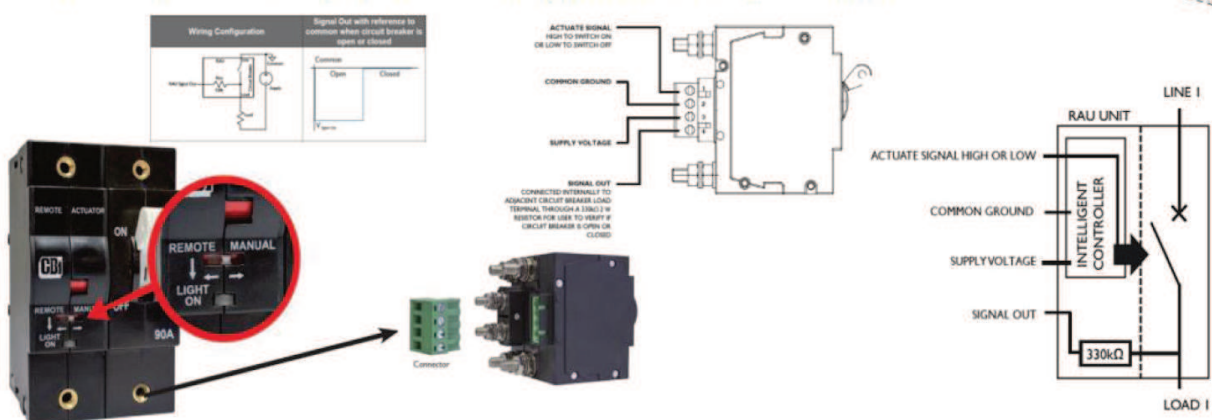 Wiring Configuration
Signal Out with reference to
common when circuit breaker is
open or closed
Common
Open Closed
REMOTE ACTUATOR
ON
CBi
REMOTE MANUAL
LIGHT
ON
OFF
90A
REMOTE MANUAL
LIGHT
ON
ACTUATE SIGNAL
HIGH TO SWITCH ON
OR LOW TO SWITCH OFF
COMMON GROUND
SUPPLY VOLTAGE
SIGNAL OUT
CONNECTED INTERNALLY TO
ADJACENT CIRCUIT BREAKER LOAD
TERMINAL THROUGH A 330kΩ 2 W
RESISTOR FOR USER TO VERIFY IF
CIRCUIT BREAKER IS OPEN OR
CLOSED
1
2
3
4
Connector
LINE 1
RAU UNIT
ACTUATE SIGNAL HIGH OR LOW
COMMON GROUND
SUPPLY VOLTAGE
SIGNAL OUT
INTELLIGENT
CONTROLLER
330kΩ
LOAD 1